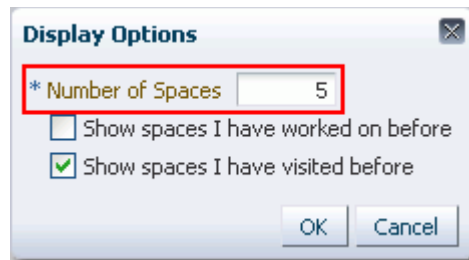 Display Options
* Number of Spaces 5
Show spaces I have worked on before
Show spaces I have visited before
OK Cancel